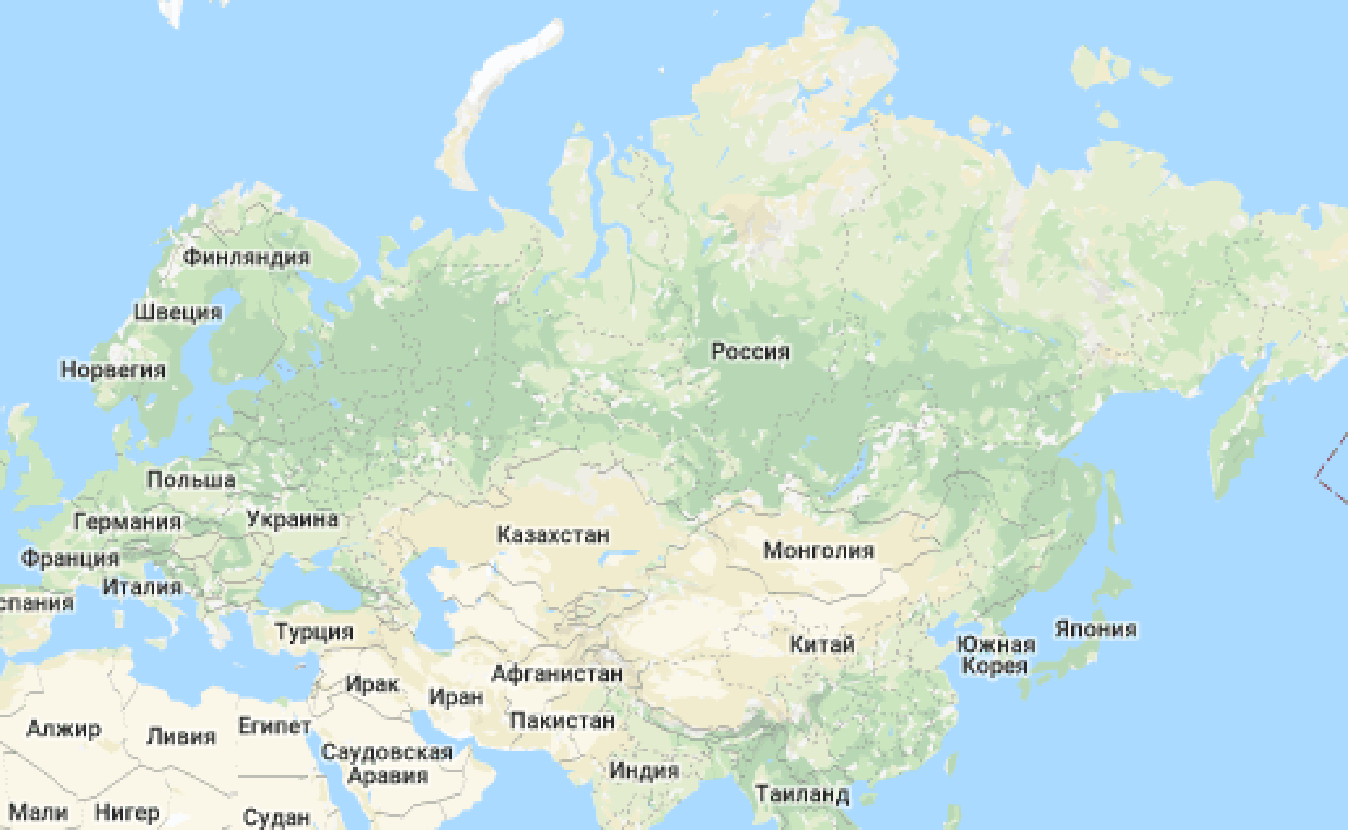 Финляндия
Швеция
Россия
Норвегия
Польша
Германия
Украина
Казахстан
Монголия
Франция
Италия
спания
Турция
Китай
Южная
Корея
Япония
Афганистан
Ирак
Иран
Пакистан
Алжир
Ливия
Египет
Саудовская
Аравия
Индия
Таиланд
Мали
Нигер
Судан